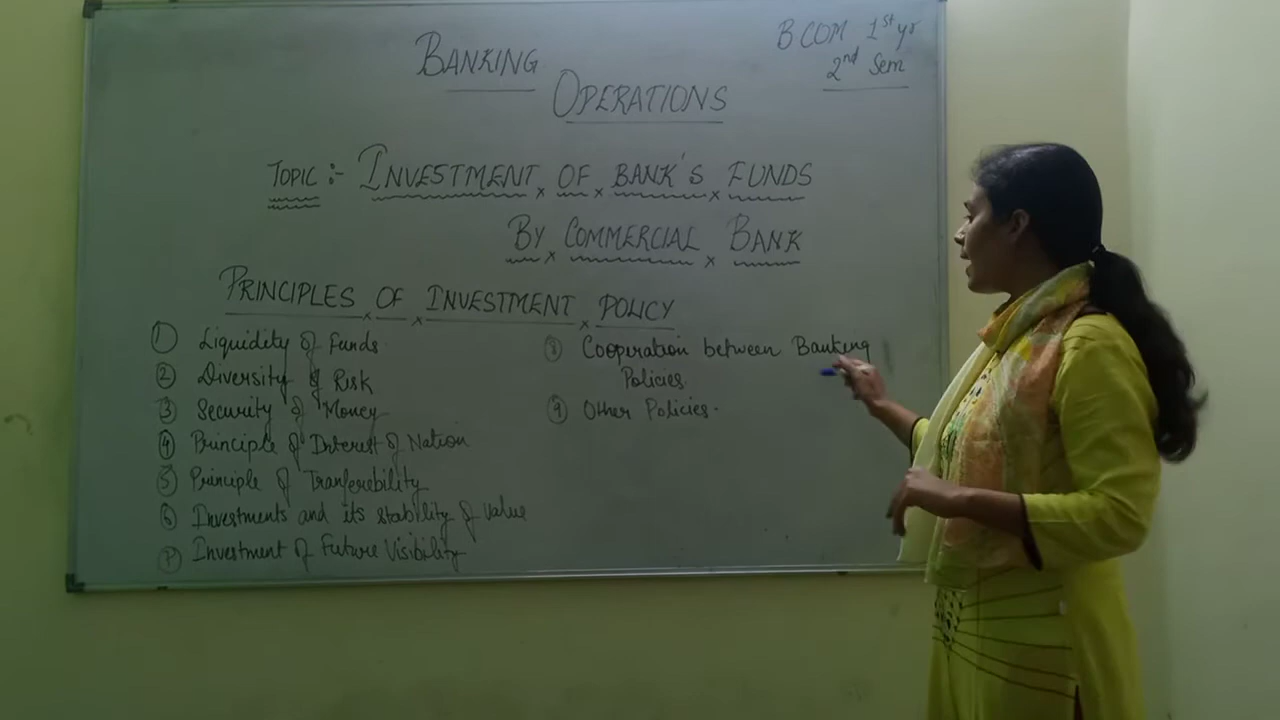 BANKING
OPERATIONS
B COM 1st yr
2nd Sem
TOPIC :- INVESTMENT OF BANK'S FUNDS
BY COMMERCIAL BANK
PRINCIPLES OF INVESTMENT POLICY
① Liquidity of Funds
② Diversity of Risk
③ Security of Money
④ Principle of Interest of Nation
⑤ Principle of Tranferebility
⑥ Investments and its stability of value
⑦ Investment of Future Visibility
⑧ Cooperation between Banking
Policies.
⑨ Other Policies.